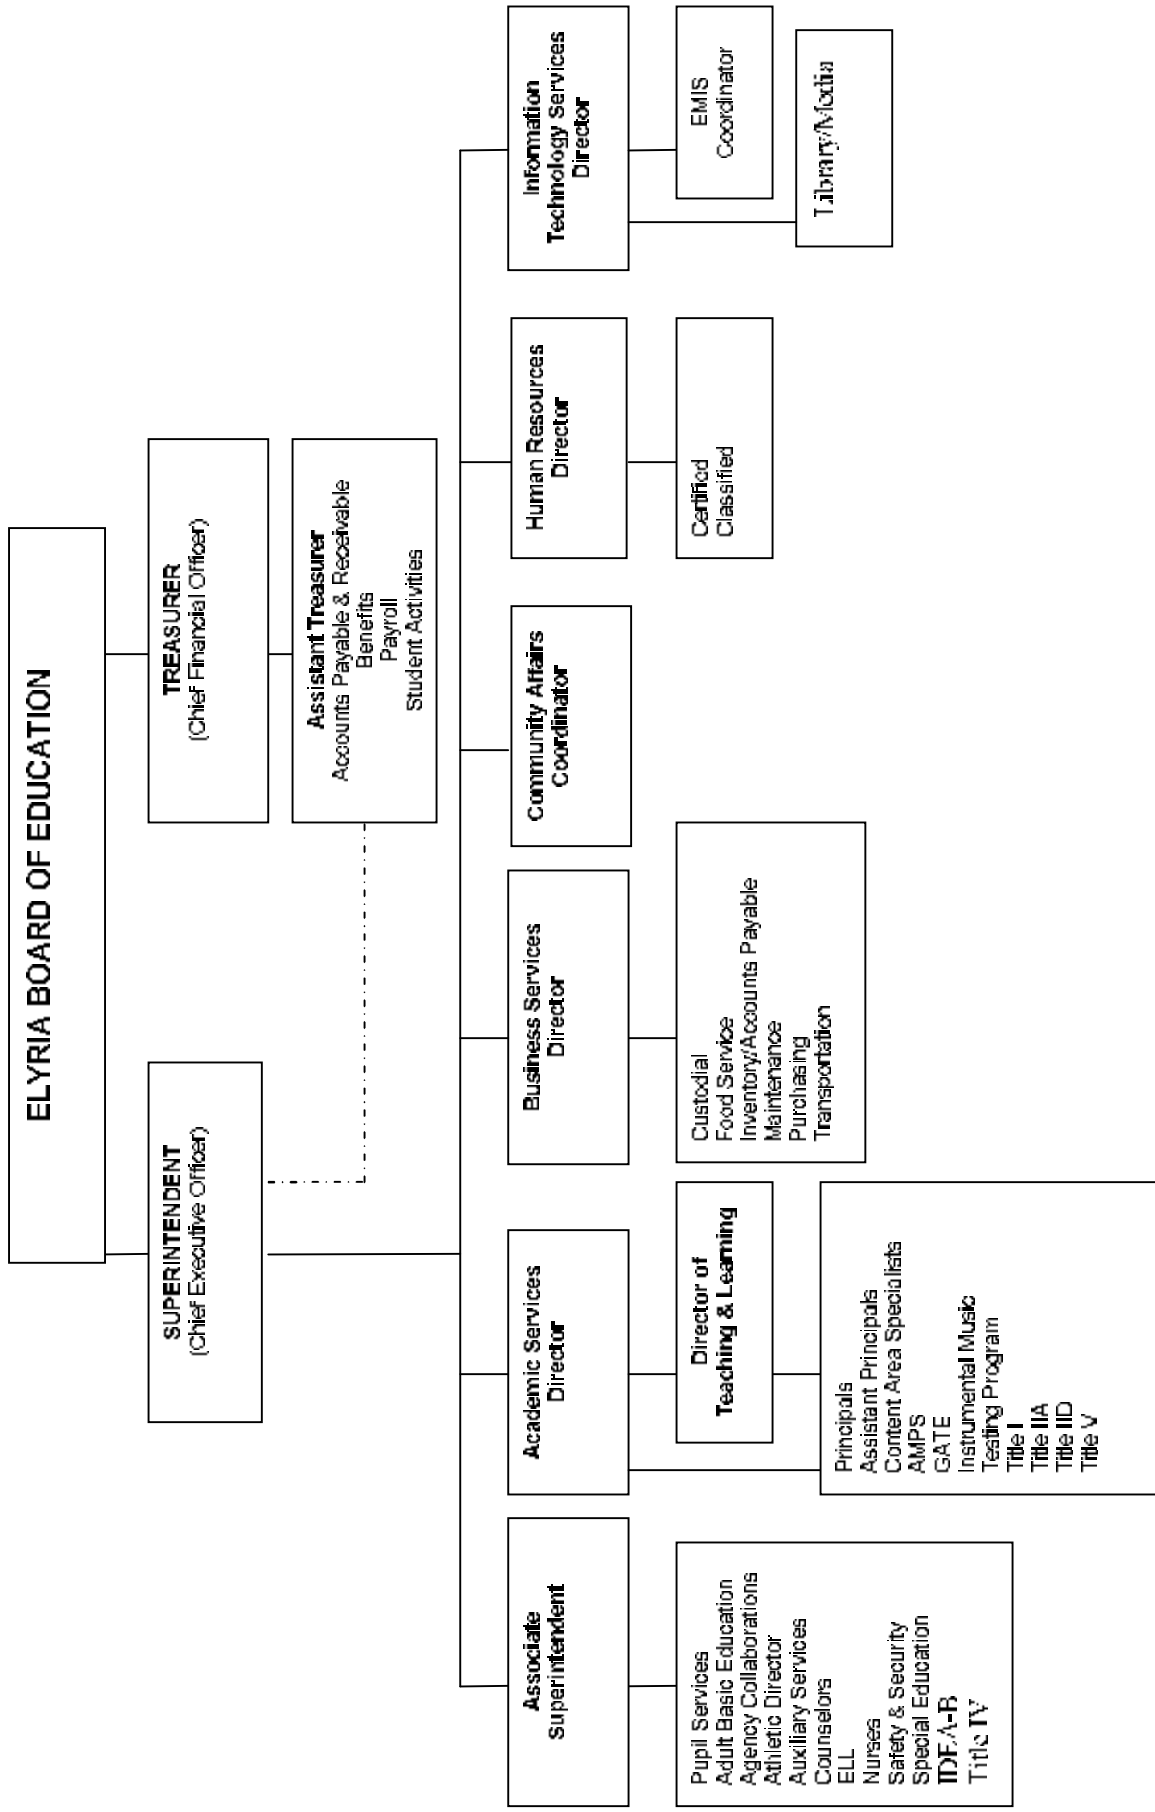 ELYRIA BOARD OF EDUCATION
SUPERINTENDENT
(Chief Executive Officer)
TREASURER
(Chief Financial Officer)
Assistant Treasurer
Accounts Payable & Receivable
Benefits
Payroll
Student Activities
Associate
Superintendent
Academic Services
Director
Business Services
Director
Community Affairs
Coordinator
Human Resources
Director
Information
Technology Services
Director
Pupil Services
Adult Basic Education
Agency Collaborations
Athletic Director
Auxiliary Services
Counselors
ELL
Nurses
Safety & Security
Special Education
IDEA-B
Title IV
Director of
Teaching & Learning
Principals
Assistant Principals
Content Area Specialists
AMPS
GATE
Instrumental Music
Testing Program
Title I
Title IIA
Title IID
Title V
Custodial
Food Service
Inventory/Accounts Payable
Maintenance
Purchasing
Transportation
Certified
Classified
EMIS
Coordinator
Library/Media